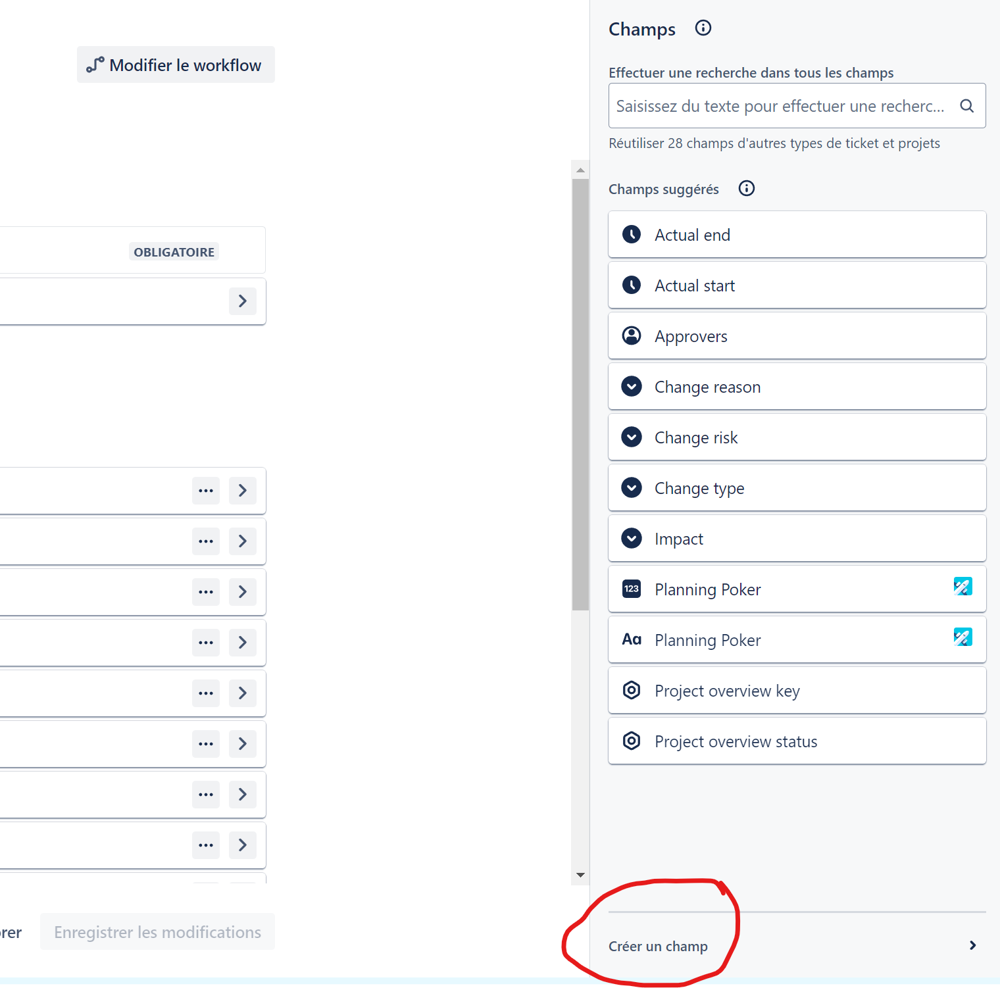 Modifier le workflow
OBLIGATOIRE
Enregistrer les modifications
Champs
Effectuer une recherche dans tous les champs
Saisissez du texte pour effectuer une recherc...
Réutiliser 28 champs d'autres types de ticket et projets
Champs suggérés
Actual end
Actual start
Approvers
Change reason
Change risk
Change type
Impact
123 Planning Poker
Aa Planning Poker
Project overview key
Project overview status
Créer un champ